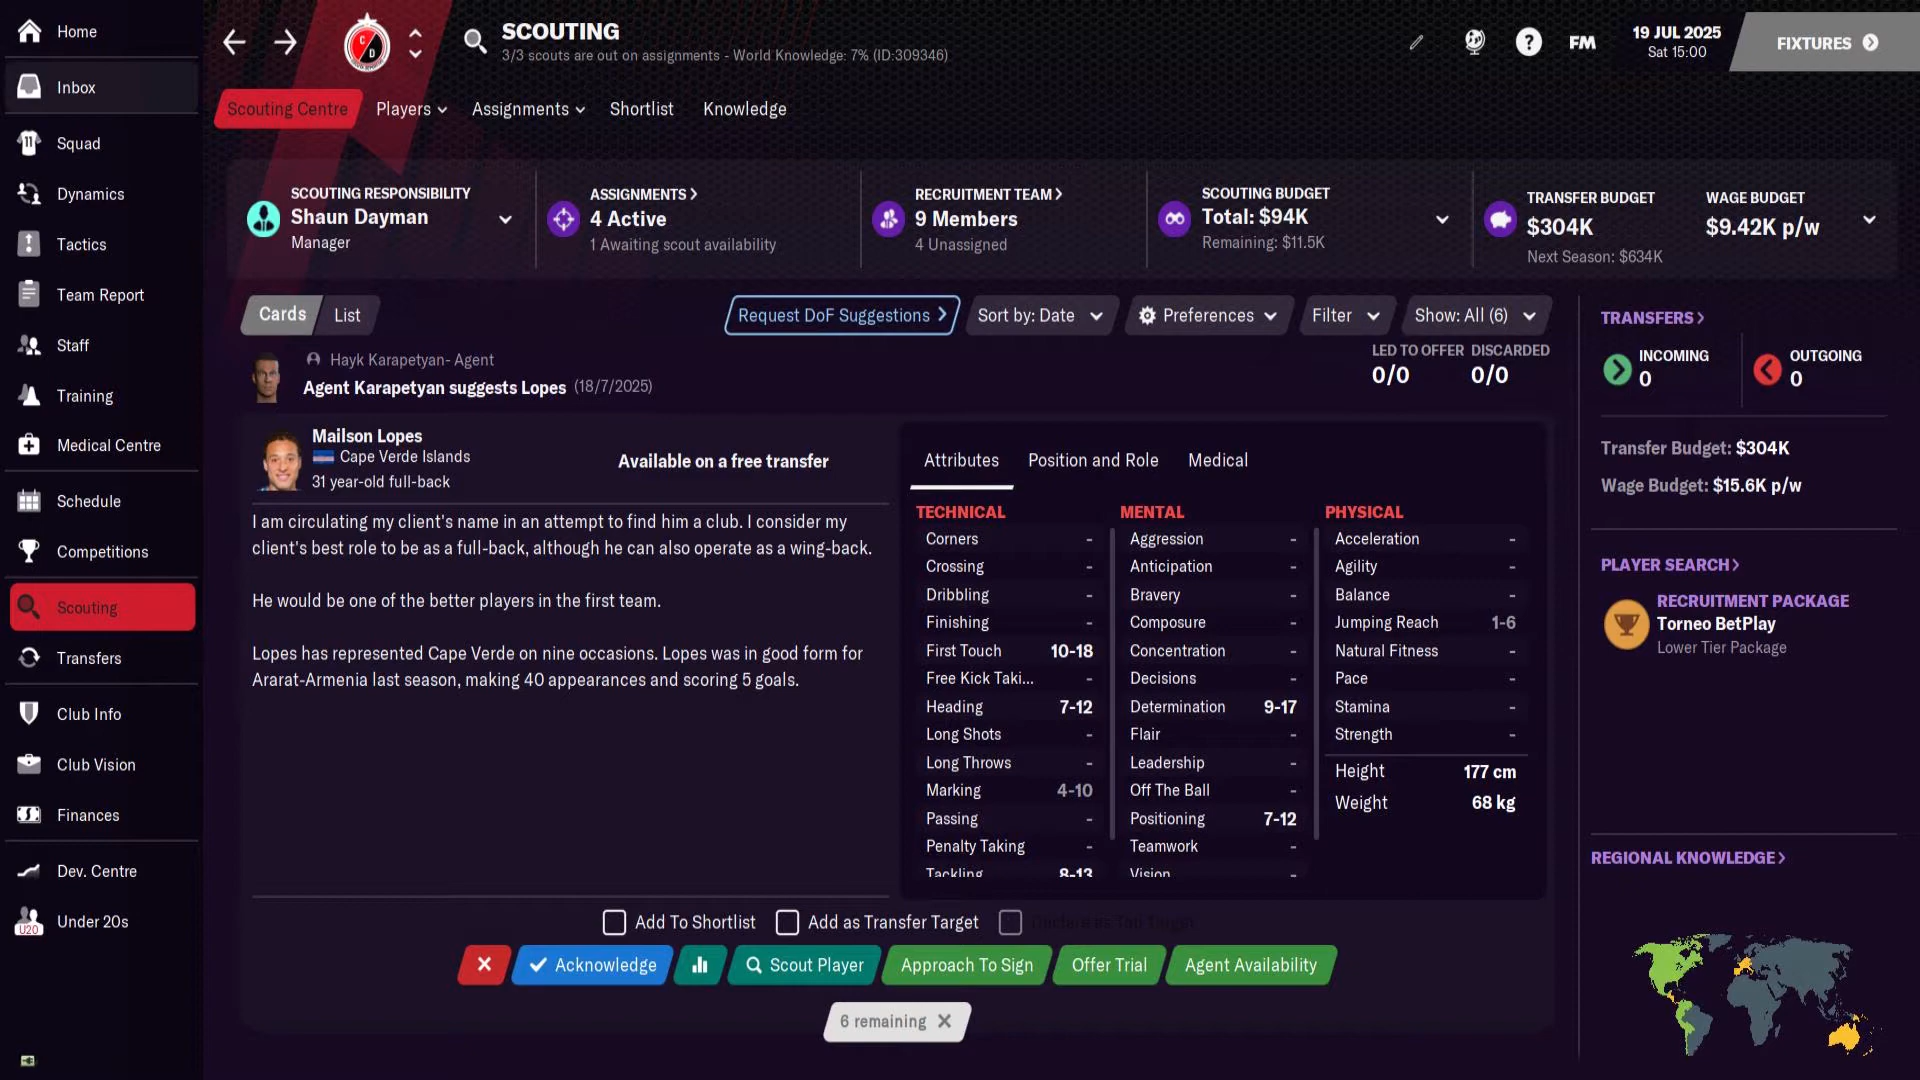 Home
Inbox
Squad
Dynamics
Tactics
Team Report
Staff
Training
Medical Centre
Schedule
Competitions
Scouting
Transfers
Club Info
Club Vision
Finances
Dev. Centre
U20
Under 20s
SCOUTING
3/3 scouts are out on assignments - World Knowledge: 7% (ID:309346)
FM
19 JUL 2025
Sat 15:00
FIXTURES
Scouting Centre
Players
Assignments
Shortlist
Knowledge
SCOUTING RESPONSIBILITY
Shaun Dayman
Manager
ASSIGNMENTS
4 Active
1 Awaiting scout availability
RECRUITMENT TEAM
9 Members
4 Unassigned
SCOUTING BUDGET
Total: $94K
Remaining: $11.5K
TRANSFER BUDGET
$304K
Next Season: $634K
WAGE BUDGET
$9.42K p/w
Cards
List
Request DoF Suggestions
Sort by: Date
Preferences
Filter
Show: All (6)
Hayk Karapetyan- Agent
Agent Karapetyan suggests Lopes (18/7/2025)
LED TO OFFER DISCARDED
0/0 0/0
Mailson Lopes
Cape Verde Islands
31 year-old full-back
Available on a free transfer
I am circulating my client's name in an attempt to find him a club. I consider my
client's best role to be as a full-back, although he can also operate as a wing-back.
He would be one of the better players in the first team.
Lopes has represented Cape Verde on nine occasions. Lopes was in good form for
Ararat-Armenia last season, making 40 appearances and scoring 5 goals.
Attributes
Position and Role
Medical
TECHNICAL
Corners -
Crossing -
Dribbling -
Finishing -
First Touch 10-18
Free Kick Taki... -
Heading 7-12
Long Shots -
Long Throws -
Marking 4-10
Passing -
Penalty Taking -
Tackling 8-13
MENTAL
Aggression -
Anticipation -
Bravery -
Composure -
Concentration -
Decisions -
Determination 9-17
Flair -
Leadership -
Off The Ball -
Positioning 7-12
Teamwork -
Vision -
PHYSICAL
Acceleration -
Agility -
Balance -
Jumping Reach 1-6
Natural Fitness -
Pace -
Stamina -
Strength -
Height 177 cm
Weight 68 kg
Add To Shortlist
Add as Transfer Target
Acknowledge
Scout Player
Approach To Sign
Offer Trial
Agent Availability
6 remaining
TRANSFERS
INCOMING
0
OUTGOING
0
Transfer Budget: $304K
Wage Budget: $15.6K p/w
PLAYER SEARCH
RECRUITMENT PACKAGE
Torneo BetPlay
Lower Tier Package
REGIONAL KNOWLEDGE